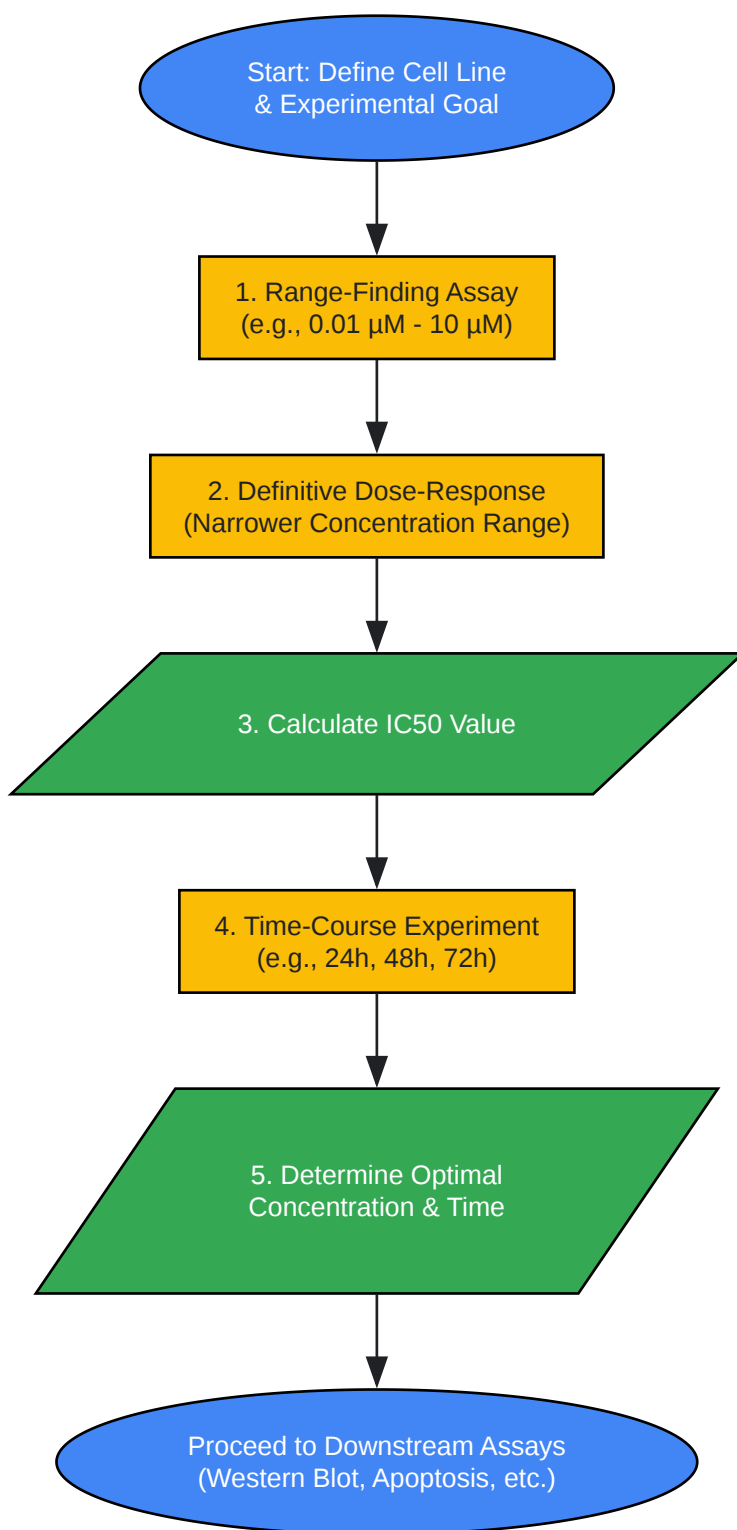 Start: Define Cell Line
& Experimental Goal
1. Range-Finding Assay
(e.g., 0.01 µM - 10 µM)
2. Definitive Dose-Response
(Narrower Concentration Range)
3. Calculate IC50 Value
4. Time-Course Experiment
(e.g., 24h, 48h, 72h)
5. Determine Optimal
Concentration & Time
Proceed to Downstream Assays
(Western Blot, Apoptosis, etc.)